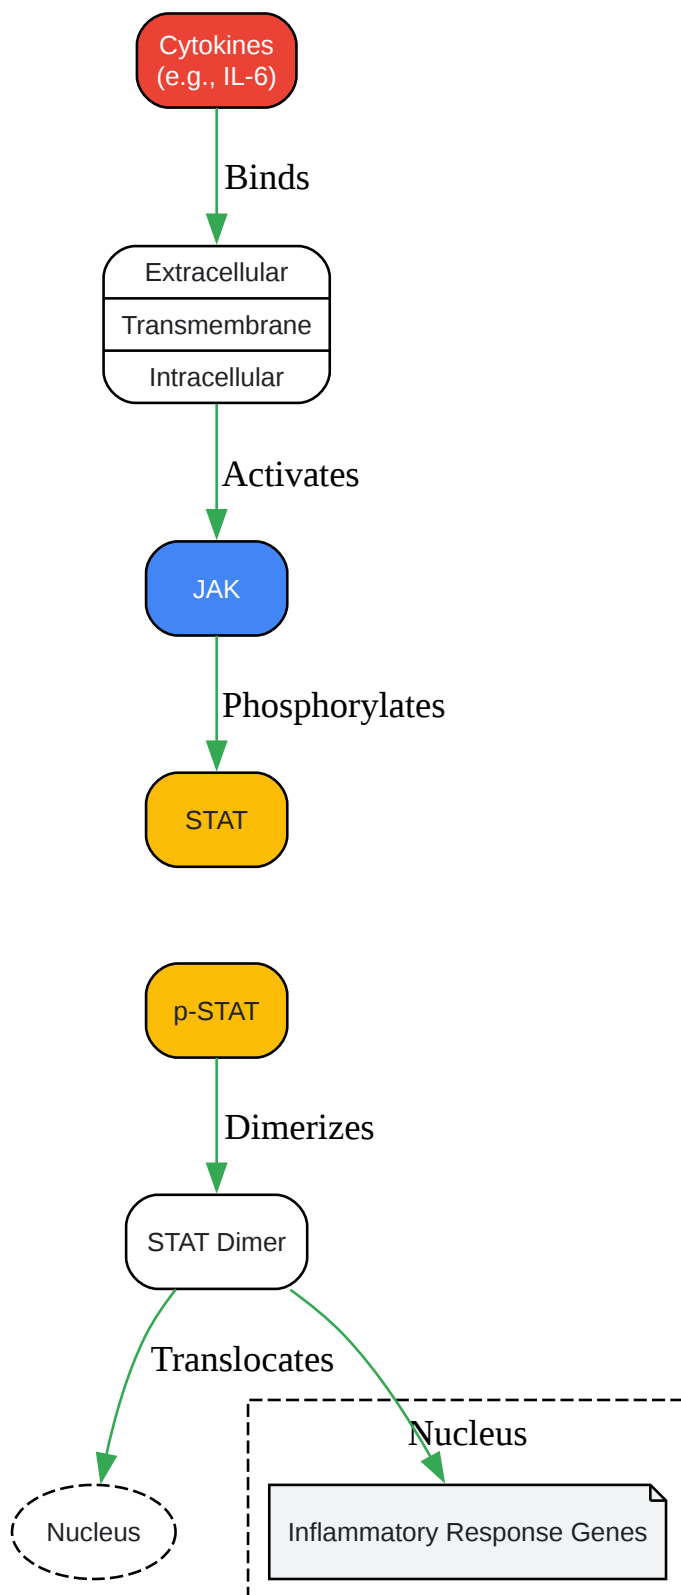 Cytokines
(e.g., IL-6)
Binds
Extracellular
Transmembrane
Intracellular
Activates
JAK
Phosphorylates
STAT
p-STAT
Dimerizes
STAT Dimer
Translocates
Nucleus
Nucleus
Inflammatory Response Genes